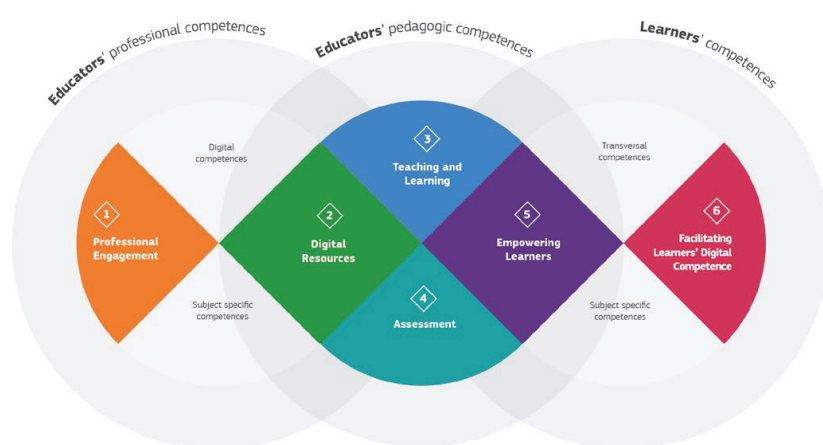 Educators' professional competences
Educators' pedagogic competences
Learners' competences
Digital
competences
Transversal
competences
1
Professional
Engagement
2
Digital
Resources
3
Teaching and
Learning
4
Assessment
5
Empowering
Learners
6
Facilitating
Learners' Digital
Competence
Subject specific
competences
Subject specific
competences